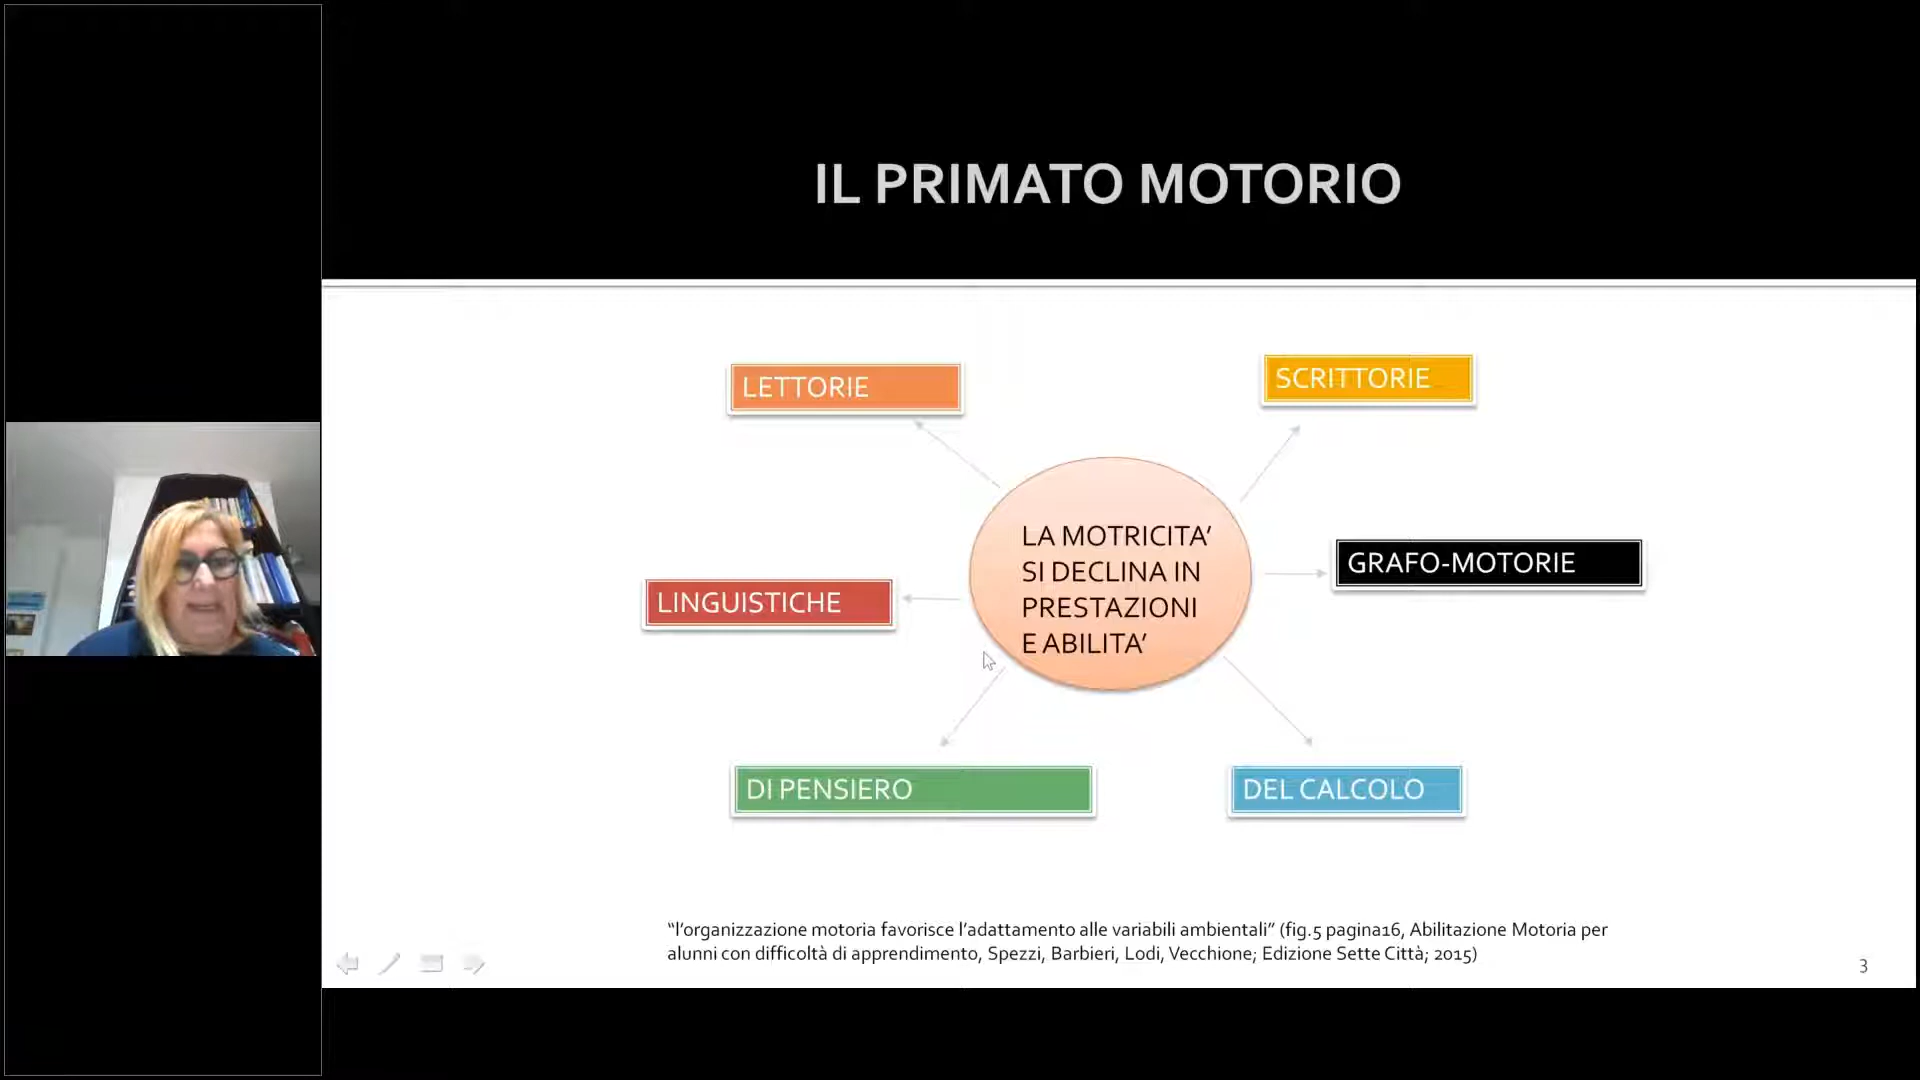 IL PRIMATO MOTORIO
LETTORIE
SCRITTORIE
LA MOTRICITA’
SI DECLINA IN
PRESTAZIONI
E ABILITA’
GRAFO-MOTORIE
LINGUISTICHE
DI PENSIERO
DEL CALCOLO
“l’organizzazione motoria favorisce l’adattamento alle variabili ambientali” (fig.5 pagina16, Abilitazione Motoria per
alunni con difficoltà di apprendimento, Spezzi, Barbieri, Lodi, Vecchione; Edizione Sette Città; 2015)
3